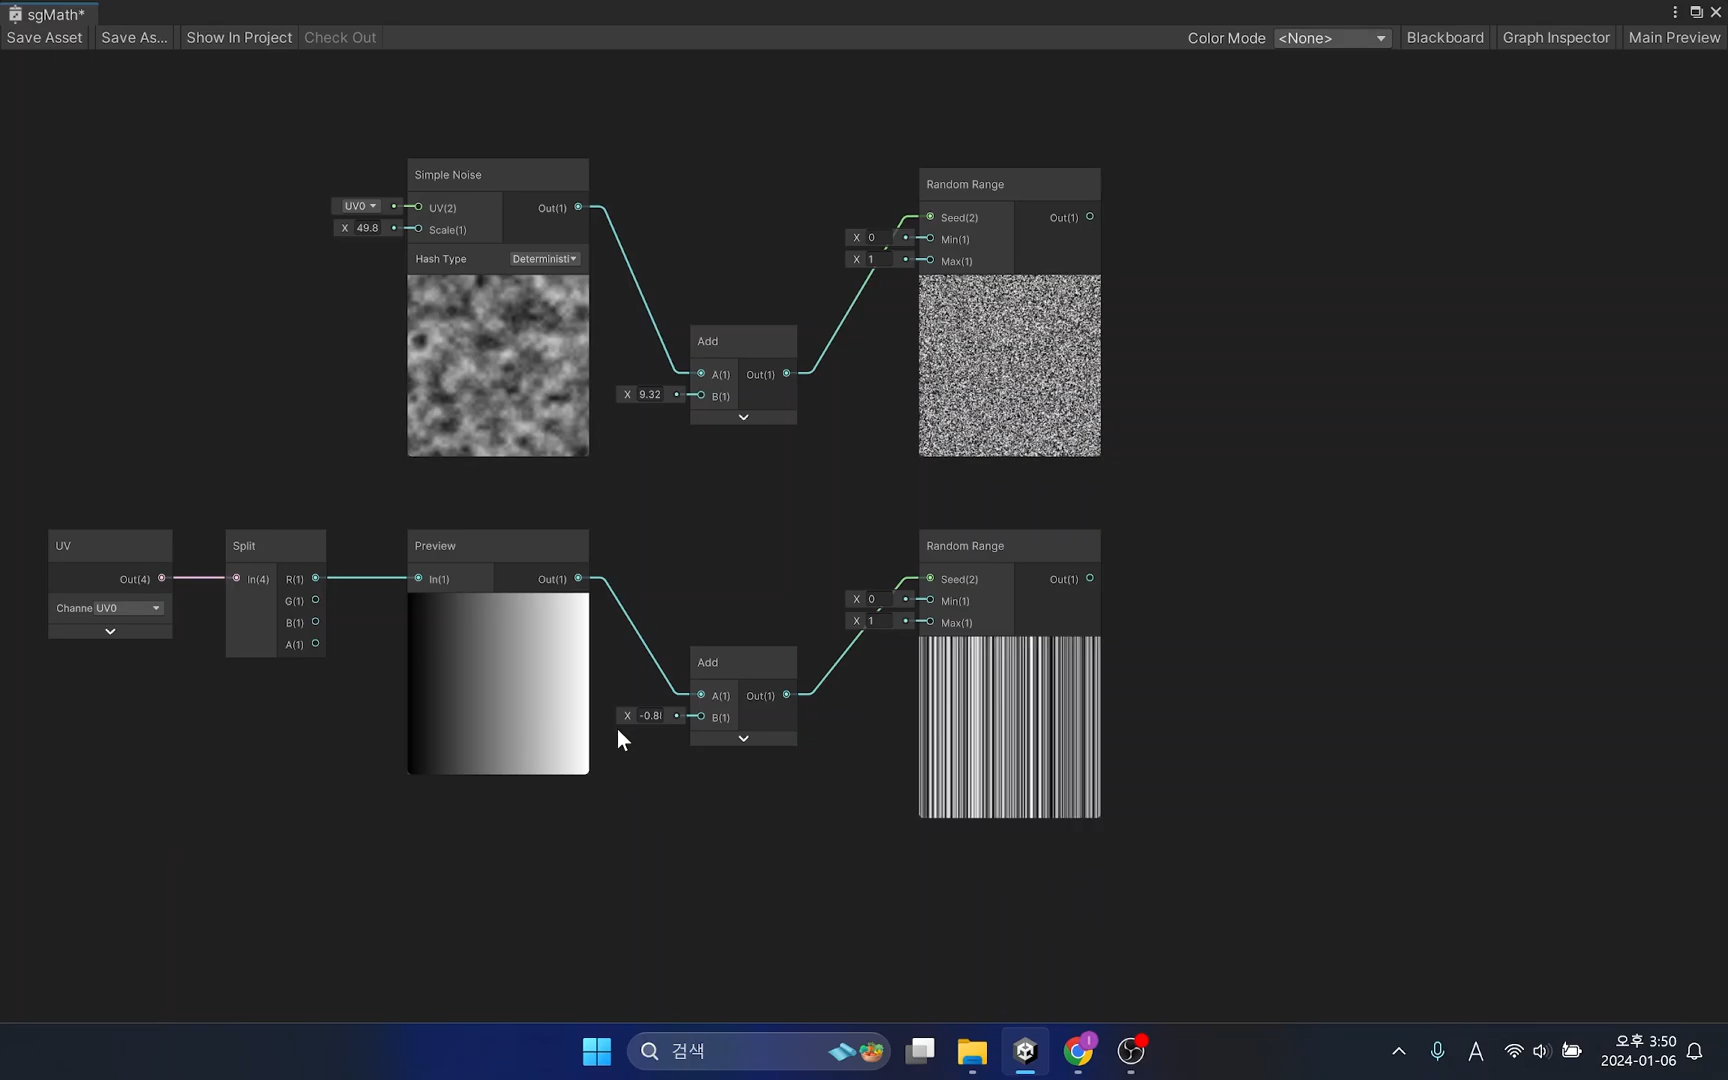 sgMath*
Save Asset
Save As...
Show In Project
Check Out
Color Mode
<None>
Blackboard
Graph Inspector
Main Preview
Simple Noise
UV0
UV(2)
Out(1)
X 49.8
Scale(1)
Hash Type
Deterministi
Random Range
Seed(2)
Out(1)
X 0
Min(1)
X 1
Max(1)
Add
A(1)
Out(1)
X 9.32
B(1)
UV
Out(4)
Channe UV0
Split
In(4)
R(1)
G(1)
B(1)
A(1)
Preview
In(1)
Out(1)
Random Range
Seed(2)
Out(1)
X 0
Min(1)
X 1
Max(1)
Add
A(1)
Out(1)
X
B(1)
검색
I
A
오후 3:50
2024-01-06